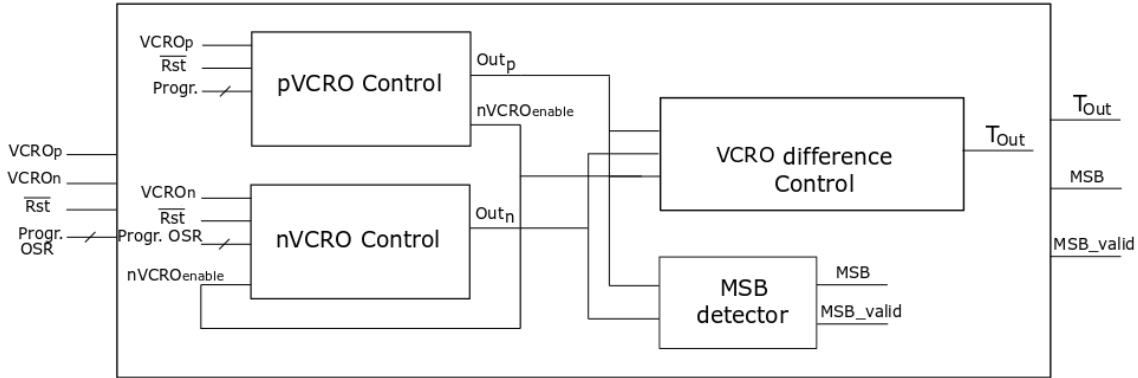 VCROp
Rst
Progr.
pVCRO Control
Outp
nVCROenable
VCROp
VCROn
Rst
Progr.
OSR
VCROn
Rst
Progr. OSR
nVCROenable
nVCRO Control
Outn
VCRO difference
Control
TOut
MSB
detector
MSB
MSB_valid
TOut
MSB
MSB_valid